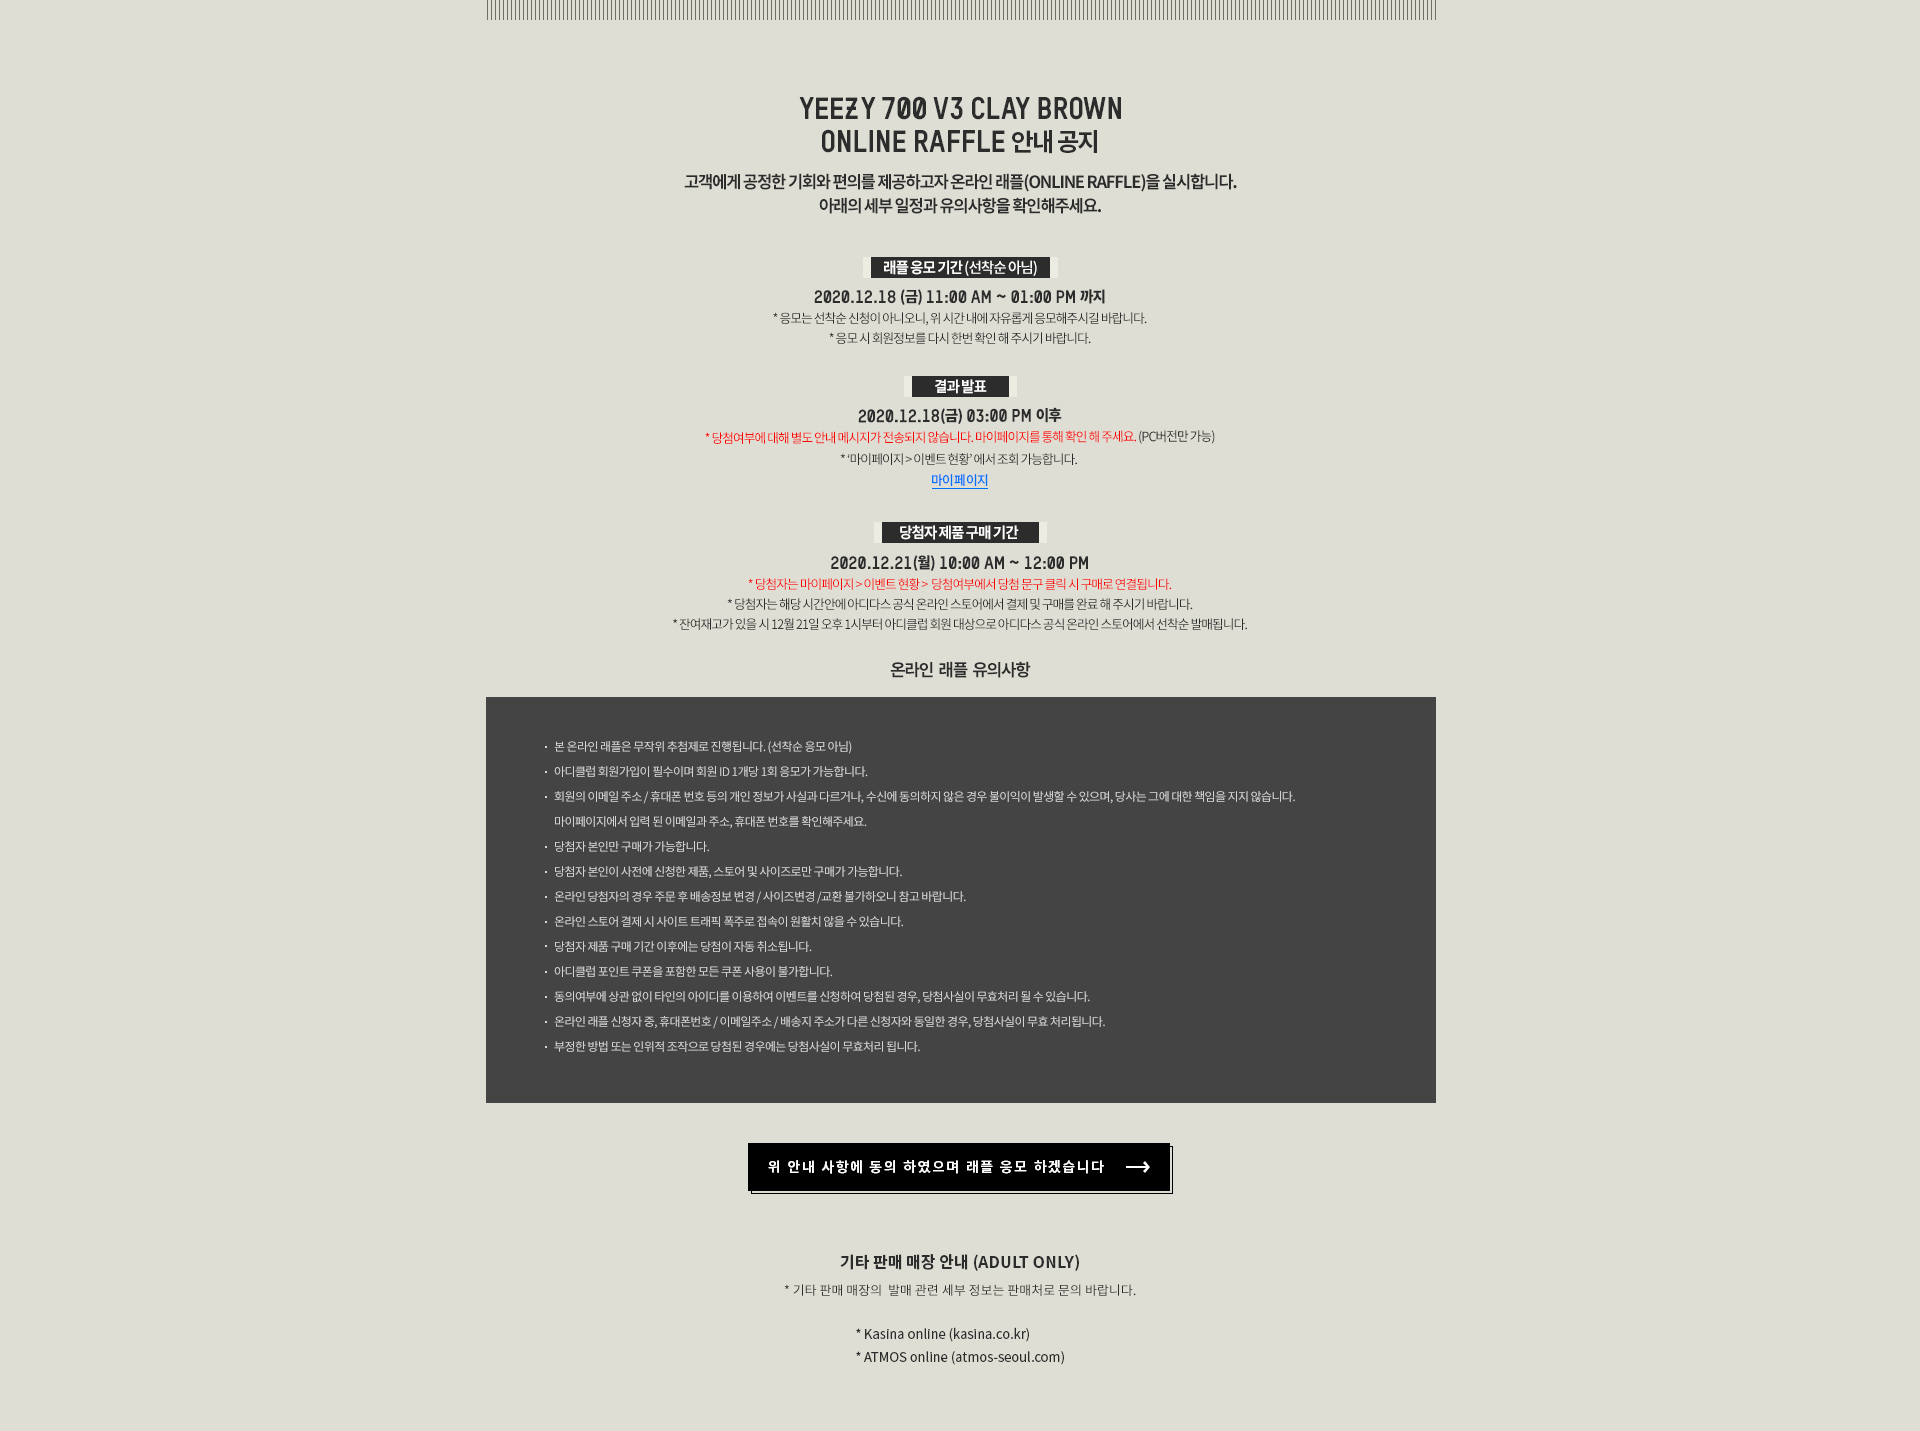 YEEZY 700 V3 CLAY BROWN
ONLINE RAFFLE 안내 공지
고객에게 공정한 기회와 편의를 제공하고자 온라인 래플(ONLINE RAFFLE)을 실시합니다.
아래의 세부 일정과 유의사항을 확인해주세요.
래플 응모 기간 (선착순 아님)
2020.12.18 (금) 11:00 AM ~ 01:00 PM 까지
* 응모는 선착순 신청이 아니오니, 위 시간 내에 자유롭게 응모해주시길 바랍니다.
* 응모 시 회원정보를 다시 한번 확인 해 주시기 바랍니다.
결과 발표
2020.12.18(금) 03:00 PM 이후
* 당첨여부에 대해 별도 안내 메시지가 전송되지 않습니다. 마이페이지를 통해 확인 해 주세요. (PC버전만 가능)
* ‘마이페이지 > 이벤트 현황’ 에서 조회 가능합니다.
마이페이지
당첨자 제품 구매 기간
2020.12.21(월) 10:00 AM ~ 12:00 PM
* 당첨자는 마이페이지 > 이벤트 현황 > 당첨여부에서 당첨 문구 클릭 시 구매로 연결됩니다.
* 당첨자는 해당 시간안에 아디다스 공식 온라인 스토어에서 결제 및 구매를 완료 해 주시기 바랍니다.
* 잔여재고가 있을 시 12월 21일 오후 1시부터 아디클럽 회원 대상으로 아디다스 공식 온라인 스토어에서 선착순 발매됩니다.
온라인 래플 유의사항
· 본 온라인 래플은 무작위 추첨제로 진행됩니다. (선착순 응모 아님)
· 아디클럽 회원가입이 필수이며 회원 ID 1개당 1회 응모가 가능합니다.
· 회원의 이메일 주소 / 휴대폰 번호 등의 개인 정보가 사실과 다르거나, 수신에 동의하지 않은 경우 불이익이 발생할 수 있으며, 당사는 그에 대한 책임을 지지 않습니다.
마이페이지에서 입력 된 이메일과 주소, 휴대폰 번호를 확인해주세요.
· 당첨자 본인만 구매가 가능합니다.
· 당첨자 본인이 사전에 신청한 제품, 스토어 및 사이즈로만 구매가 가능합니다.
· 온라인 당첨자의 경우 주문 후 배송정보 변경 / 사이즈변경 /교환 불가하오니 참고 바랍니다.
· 온라인 스토어 결제 시 사이트 트래픽 폭주로 접속이 원활치 않을 수 있습니다.
· 당첨자 제품 구매 기간 이후에는 당첨이 자동 취소됩니다.
· 아디클럽 포인트 쿠폰을 포함한 모든 쿠폰 사용이 불가합니다.
· 동의여부에 상관 없이 타인의 아이디를 이용하여 이벤트를 신청하여 당첨된 경우, 당첨사실이 무효처리 될 수 있습니다.
· 온라인 래플 신청자 중, 휴대폰번호 / 이메일주소 / 배송지 주소가 다른 신청자와 동일한 경우, 당첨사실이 무효 처리됩니다.
· 부정한 방법 또는 인위적 조작으로 당첨된 경우에는 당첨사실이 무효처리 됩니다.
위 안내 사항에 동의 하였으며 래플 응모 하겠습니다 →
기타 판매 매장 안내 (ADULT ONLY)
* 기타 판매 매장의 발매 관련 세부 정보는 판매처로 문의 바랍니다.
* Kasina online (kasina.co.kr)
* ATMOS online (atmos-seoul.com)